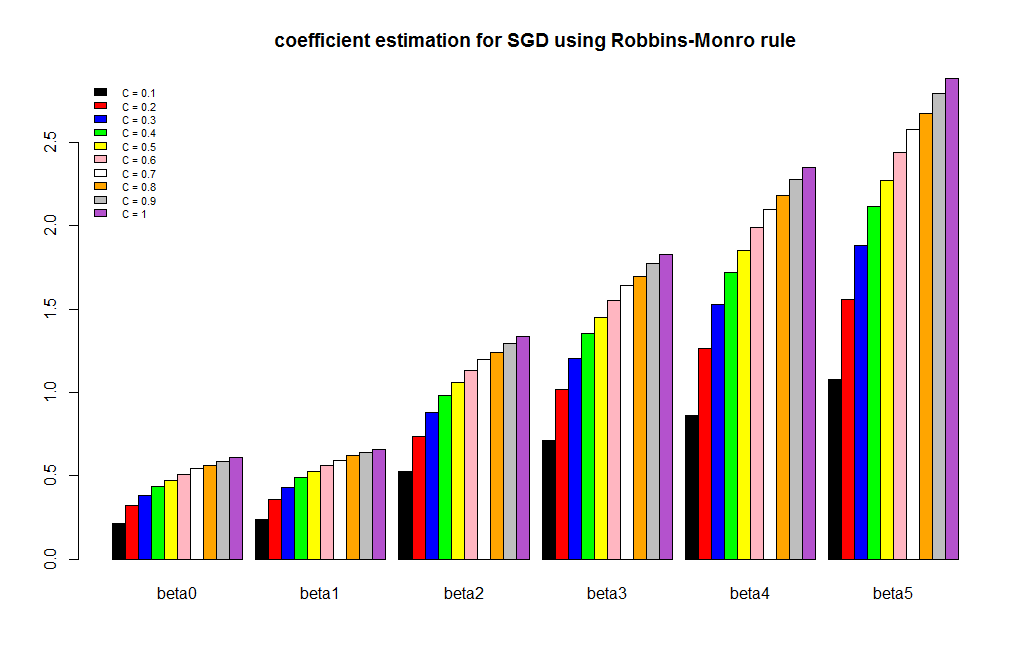 coefficient estimation for SGD using Robbins-Monro rule
C = 0.1
C = 0.2
C = 0.3
C = 0.4
C = 0.5
C = 0.6
C = 0.7
C = 0.8
C = 0.9
C = 1
2.5
2.0
1.5
1.0
0.5
0.0
beta0 beta1 beta2 beta3 beta4 beta5